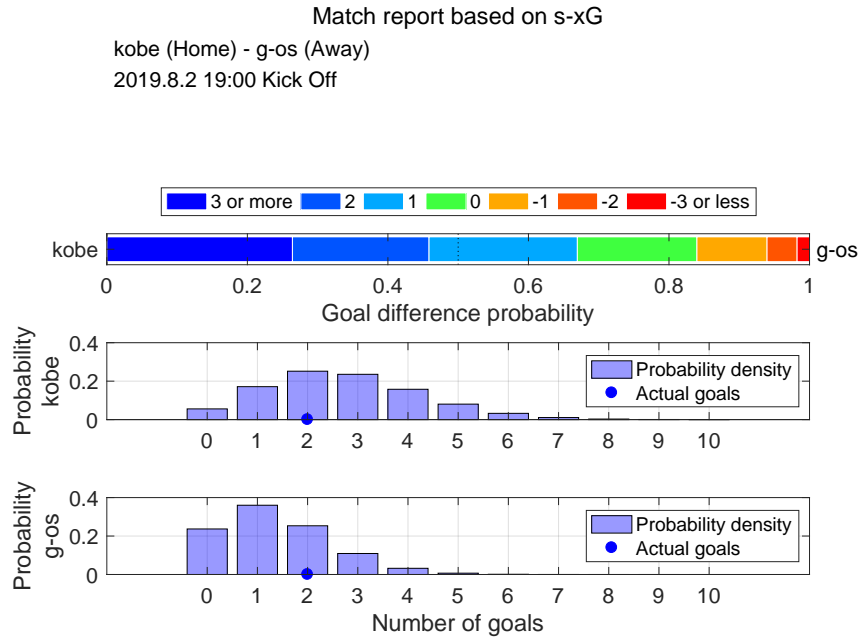 Match report based on s-xG
kobe (Home) - g-os (Away)
2019.8.2 19:00 Kick Off
3 or more 2 1 0 -1 -2 -3 or less
kobe g-os
0 0.2 0.4 0.6 0.8 1
Goal difference probability
Probability
kobe
0.4
0.2
0
Probability density
Actual goals
0 1 2 3 4 5 6 7 8 9 10
Probability
g-os
0.4
0.2
0
Probability density
Actual goals
0 1 2 3 4 5 6 7 8 9 10
Number of goals